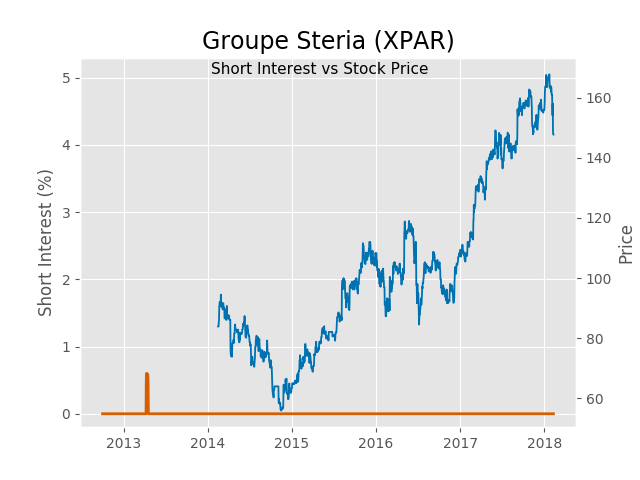 Groupe Steria (XPAR)
Short Interest vs Stock Price
Short Interest (%)
5
4
3
2
1
0
160
140
120
100
80
60
Price
2013 2014 2015 2016 2017 2018